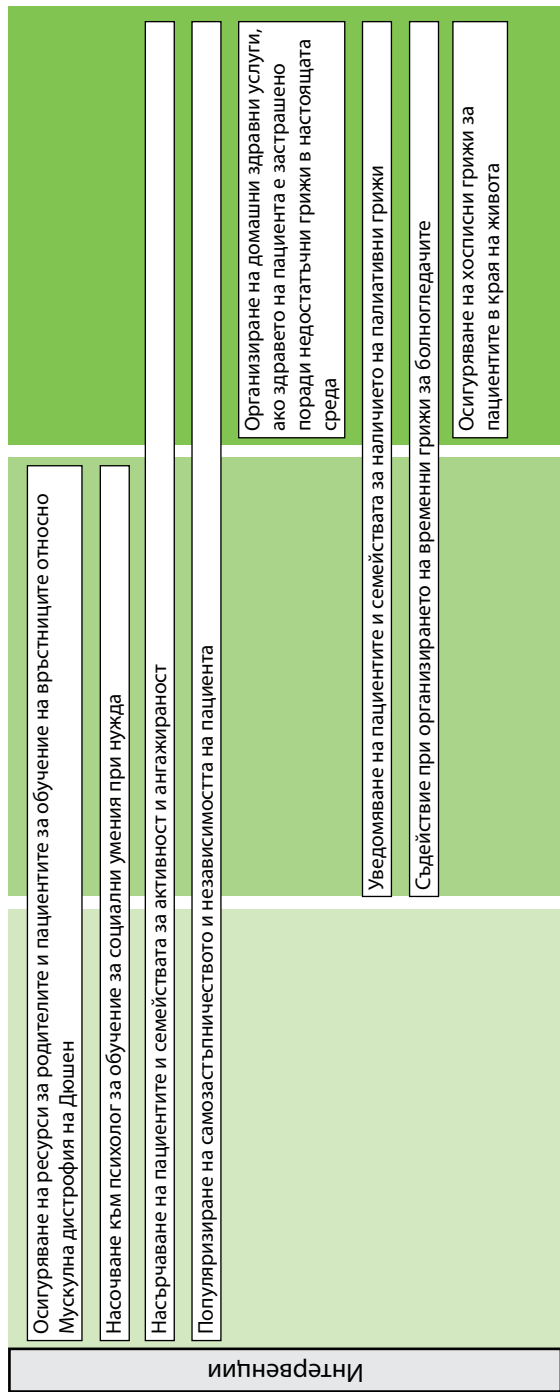 Интервенции
Осигуряване на ресурси за родителите и пациентите за обучение на връстниците относно
Мускулна дистрофия на Дюшен
Насочване към психолог за обучение за социални умения при нужда
Насърчаване на пациентите и семействата за активност и ангажираност
Популяризиране на самозастъпничеството и независимостта на пациента
Организиране на домашни здравни услуги,
ако здравето на пациента е застрашено
поради недостатъчни грижи в настоящата
среда
Уведомяване на пациентите и семействата за наличието на палиативни грижи
Съдействие при организирането на временни грижи за болногледачите
Осигуряване на хосписни грижи за
пациентите в края на живота